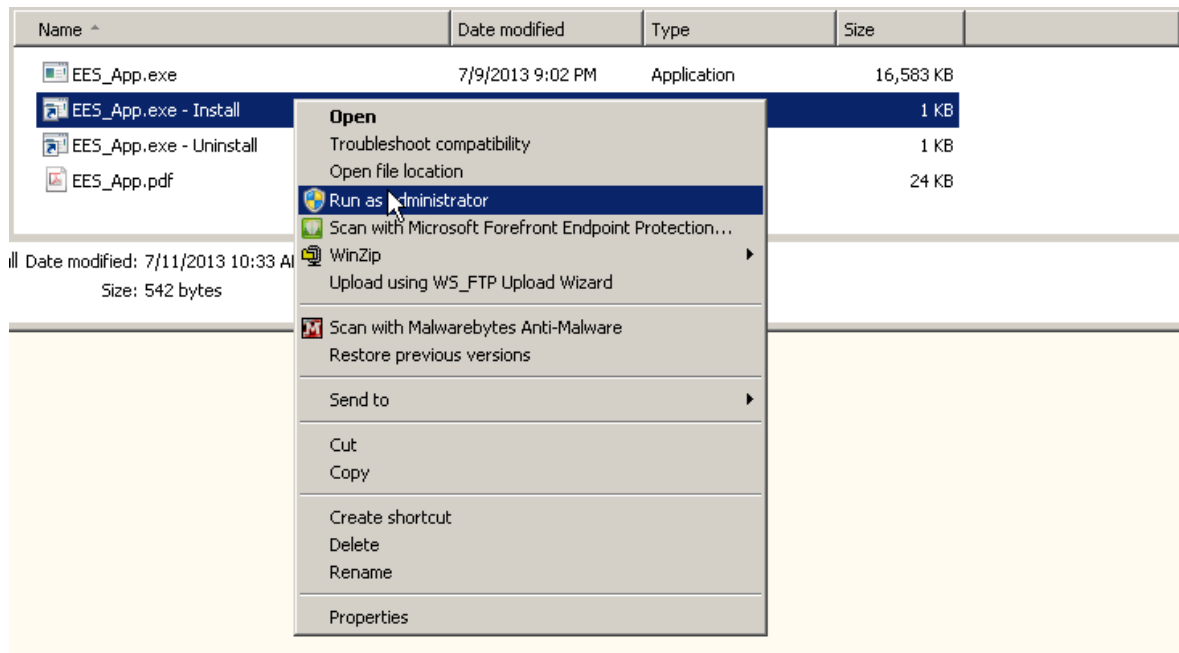 Name Date modified Type Size
EES_App.exe 7/9/2013 9:02 PM Application 16,583 KB
EES_App.exe - Install 1 KB
EES_App.exe - Uninstall 1 KB
EES_App.pdf 24 KB
Open
Troubleshoot compatibility
Open file location
Run as administrator
Scan with Microsoft Forefront Endpoint Protection...
WinZip
Upload using WS_FTP Upload Wizard
Scan with Malwarebytes Anti-Malware
Restore previous versions
Send to
Cut
Copy
Create shortcut
Delete
Rename
Properties
ll Date modified: 7/11/2013 10:33 A
Size: 542 bytes